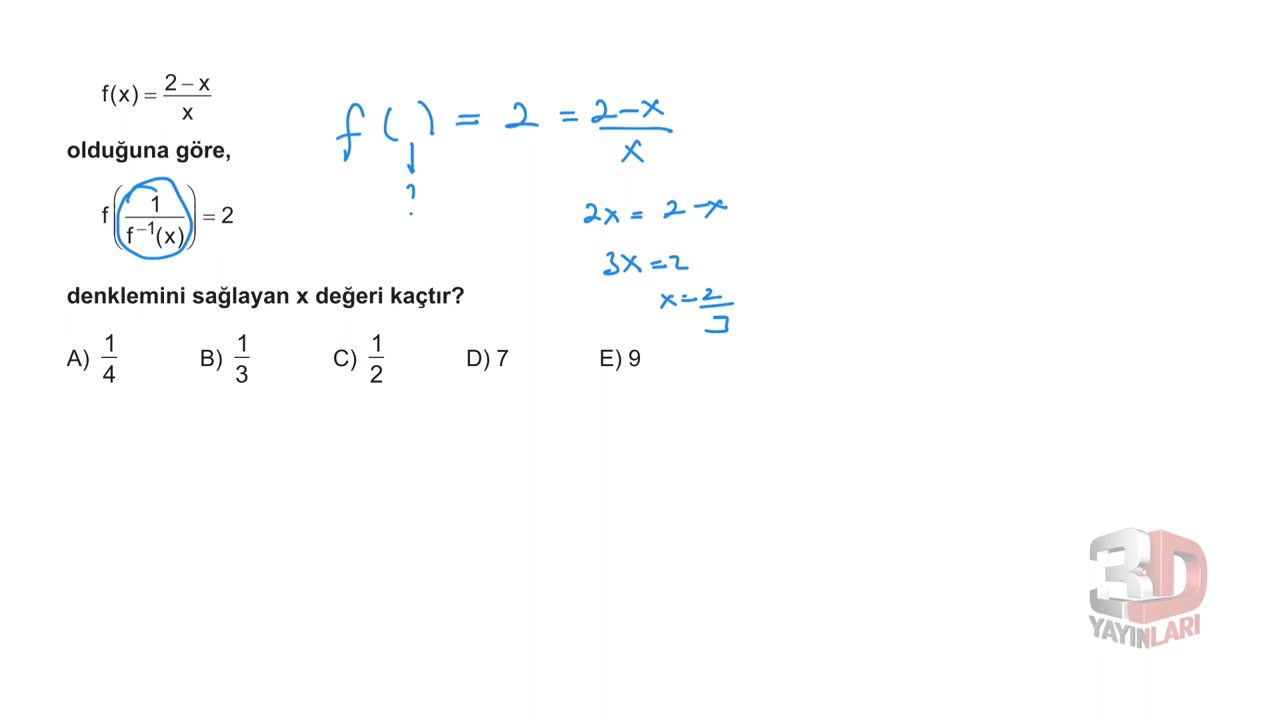 f(x) = (2 – x)/x
olduğuna göre,
f(1/f⁻¹(x)) = 2
denklemini sağlayan x değeri kaçtır?
A) 1/4 B) 1/3 C) 1/2 D) 7 E) 9
f ( ) = 2 = (2-x)/x
?
2x = 2-x
3x = 2
x = 2/3
3D
YAYINLARI